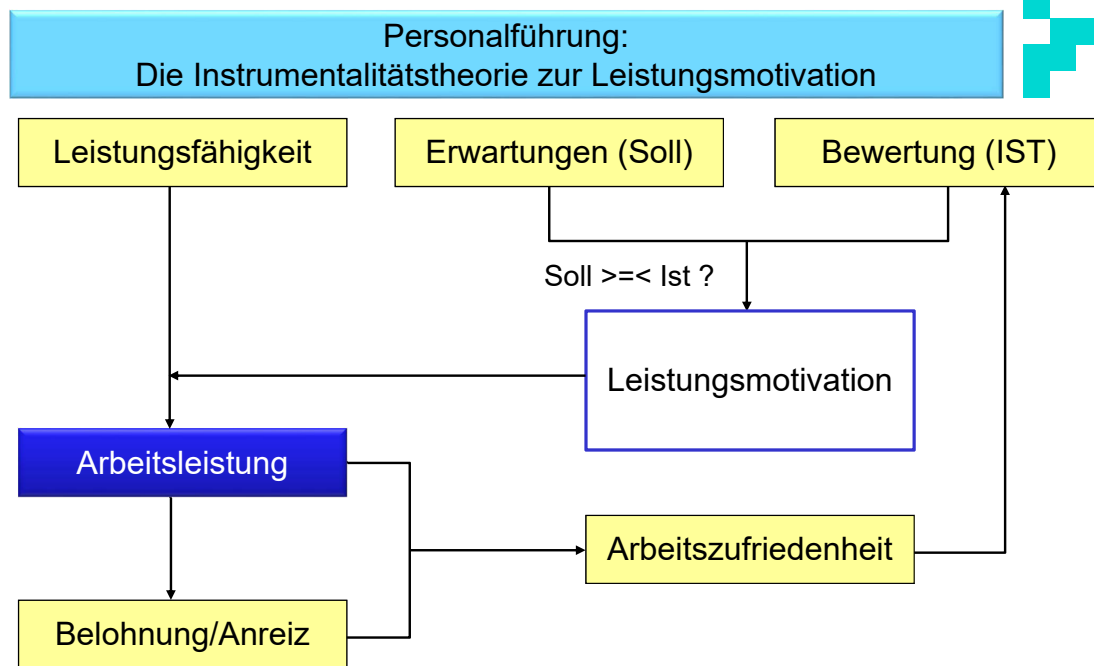 Personalführung:
Die Instrumentalitätstheorie zur Leistungsmotivation
Leistungsfähigkeit
Erwartungen (Soll)
Bewertung (IST)
Soll >=< Ist ?
Leistungsmotivation
Arbeitsleistung
Arbeitszufriedenheit
Belohnung/Anreiz